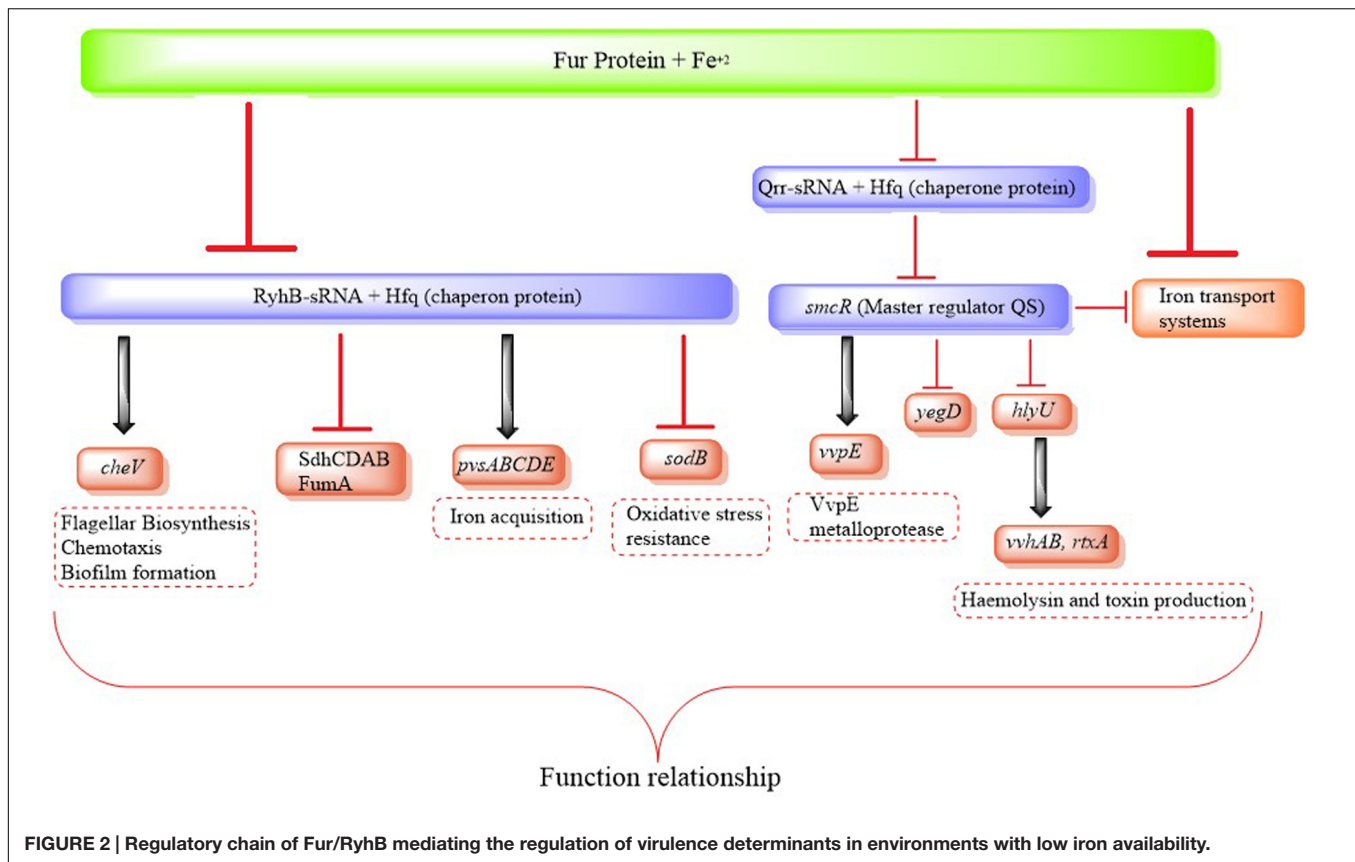 Fur Protein + Fe+2
Qrr-sRNA + Hfq (chaperone protein)
RyhB-sRNA + Hfq (chaperon protein)
smcR (Master regulator QS)
Iron transport
systems
cheV
SdhCDAB
FumA
pvsABCDE
sodB
vvpE
yegD
hlyU
Flagellar Biosynthesis
Chemotaxis
Biofilm formation
Iron acquisition
Oxidative stress
resistance
VvpE
metalloprotease
vvhAB, rtxA
Haemolysin and toxin production
Function relationship
FIGURE 2 | Regulatory chain of Fur/RyhB mediating the regulation of virulence determinants in environments with low iron availability.